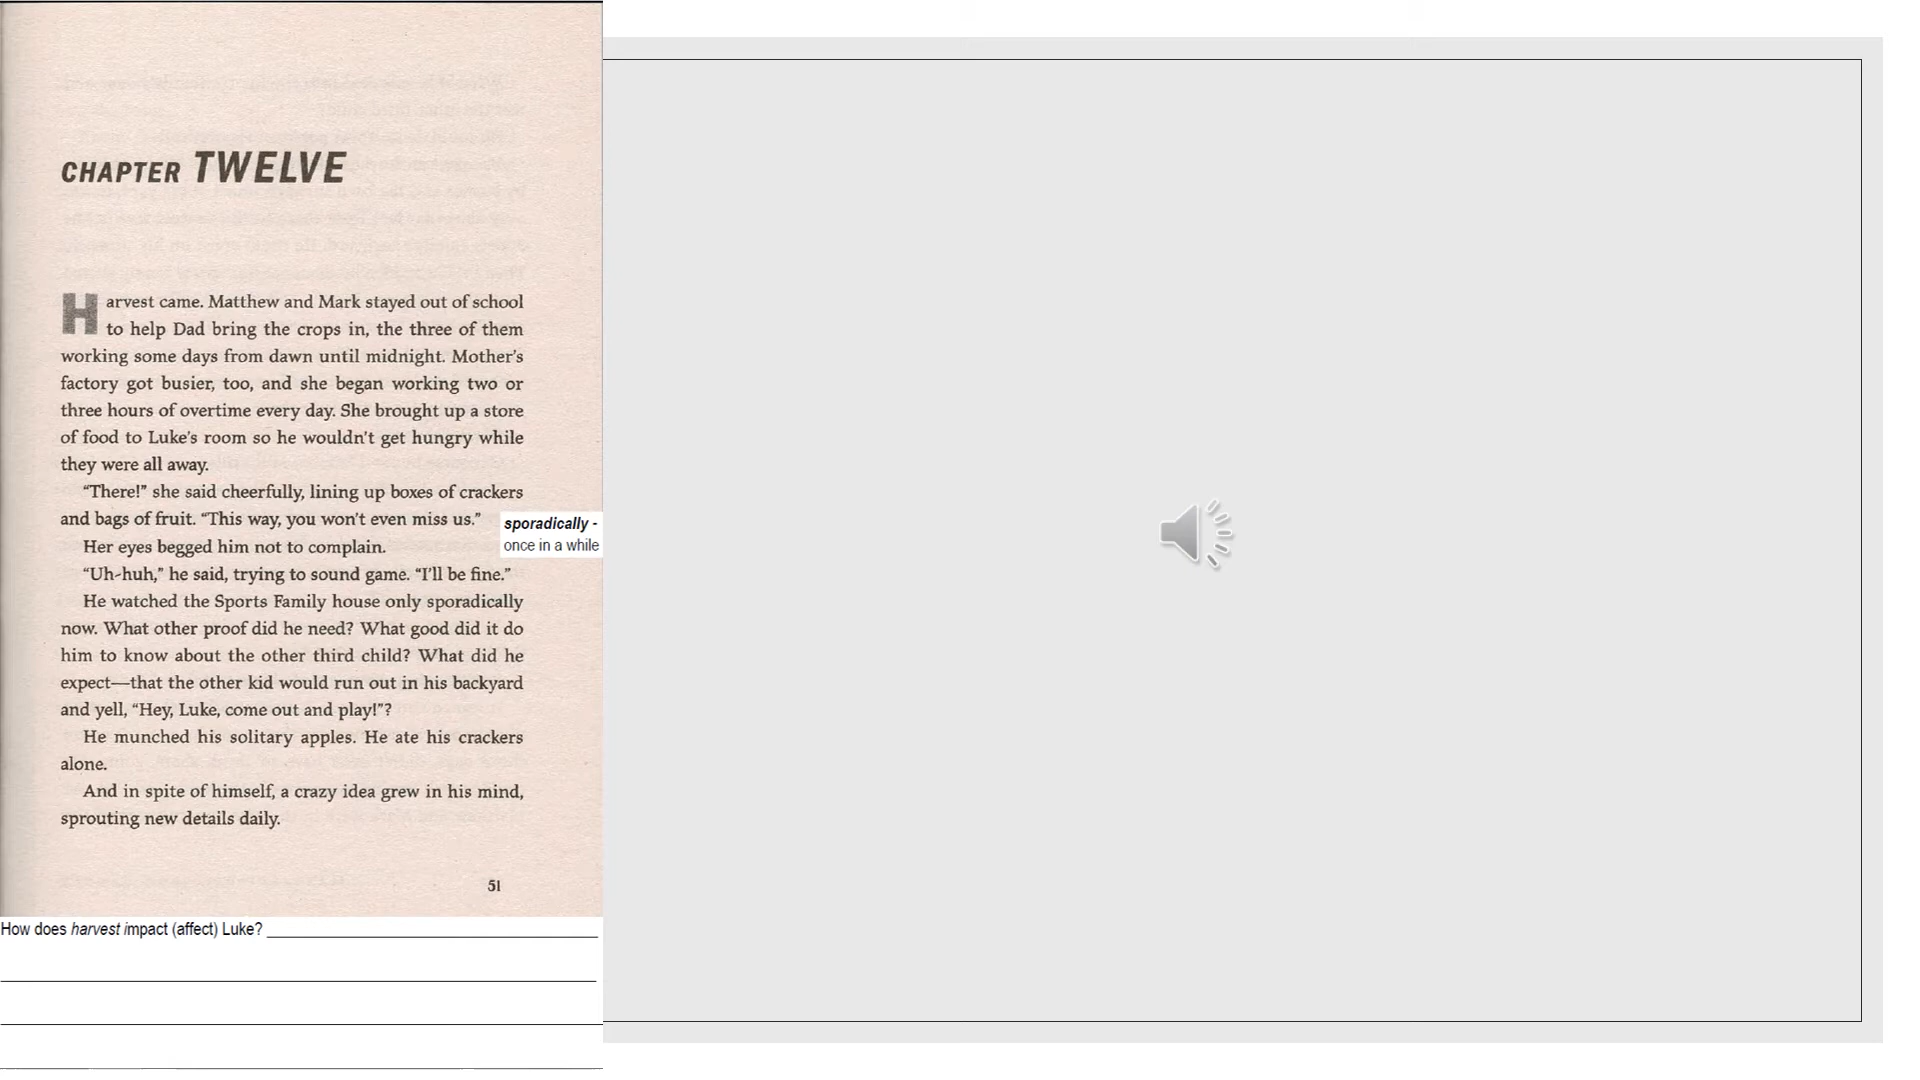 CHAPTER TWELVE
Harvest came. Matthew and Mark stayed out of school
to help Dad bring the crops in, the three of them
working some days from dawn until midnight. Mother's
factory got busier, too, and she began working two or
three hours of overtime every day. She brought up a store
of food to Luke's room so he wouldn't get hungry while
they were all away.
"There!" she said cheerfully, lining up boxes of crackers
and bags of fruit. "This way, you won't even miss us."
Her eyes begged him not to complain.
"Uh-huh," he said, trying to sound game. "I'll be fine."
He watched the Sports Family house only sporadically
now. What other proof did he need? What good did it do
him to know about the other third child? What did he
expect—that the other kid would run out in his backyard
and yell, "Hey, Luke, come out and play!"?
He munched his solitary apples. He ate his crackers
alone.
And in spite of himself, a crazy idea grew in his mind,
sprouting new details daily.
51
sporadically -
once in a while
How does harvest impact (affect) Luke?